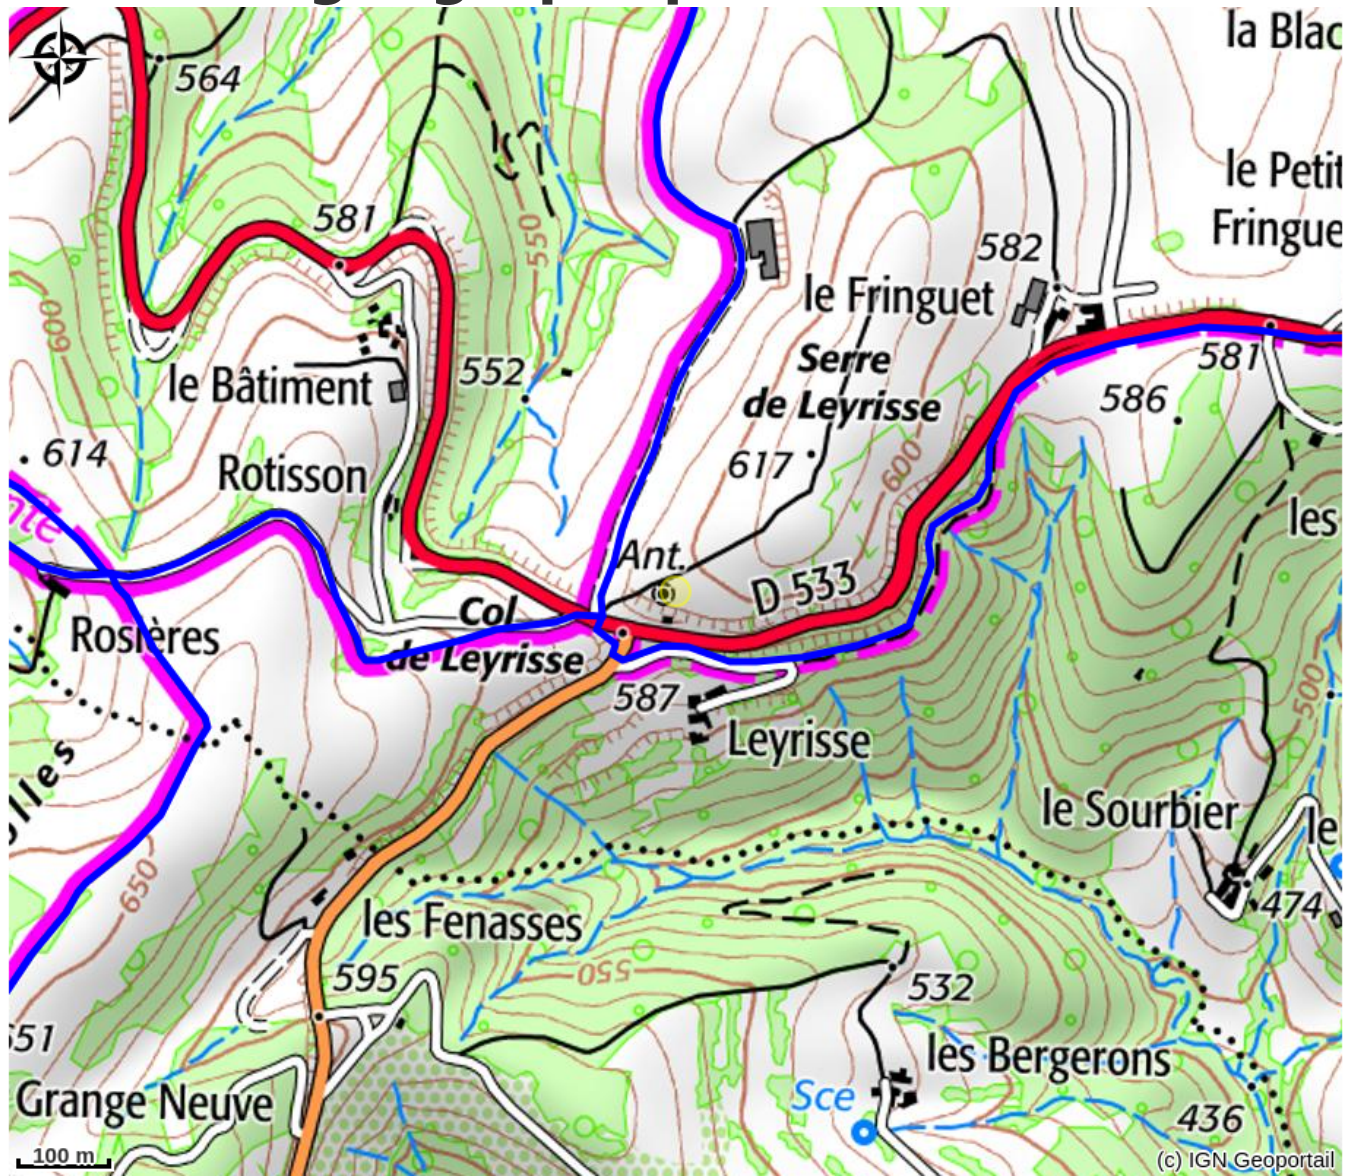 la Blac
564
le Petit
Fringue
581
582
550
le Fringuet
600
Serre
de Leyrisse
552
581
le Bâtiment
586
614
617
600
Rotisson
les
Ant.
D 533
Col
de Leyrisse
Rosières
587
500
Leyrisse
le Sourbier
le
650
474
les Fenasses
595
550
532
651
les Bergerons
Grange Neuve
Sce
436
100 m
(c) IGN Geoportail